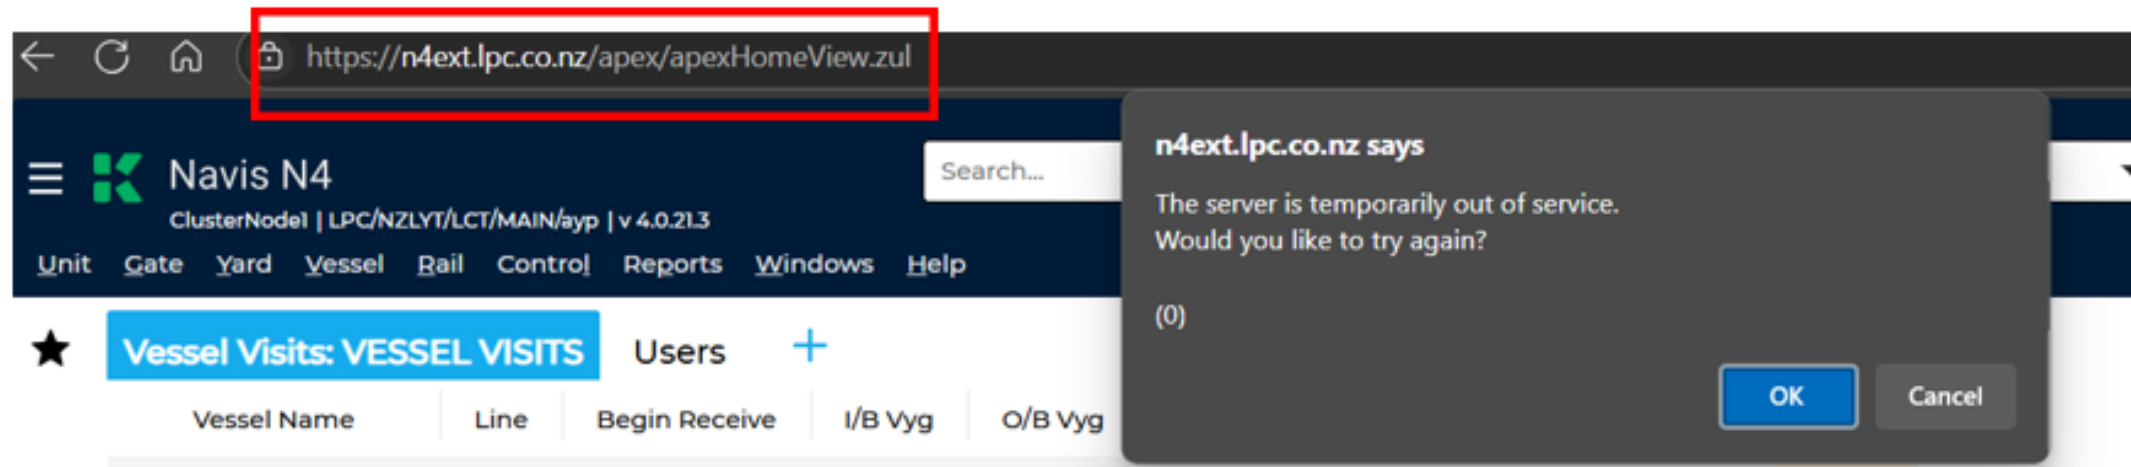 https://n4ext.lpc.co.nz/apex/apexHomeView.zul
Navis N4
Search...
ClusterNode1 | LPC/NZLYT/LCT/MAIN/ayp | v 4.0.21.3
Unit Gate Yard Vessel Rail Control Reports Windows Help
n4ext.lpc.co.nz says
The server is temporarily out of service.
Would you like to try again?
(0)
OK Cancel
Vessel Visits: VESSEL VISITS Users +
Vessel Name Line Begin Receive I/B Vyg O/B Vyg